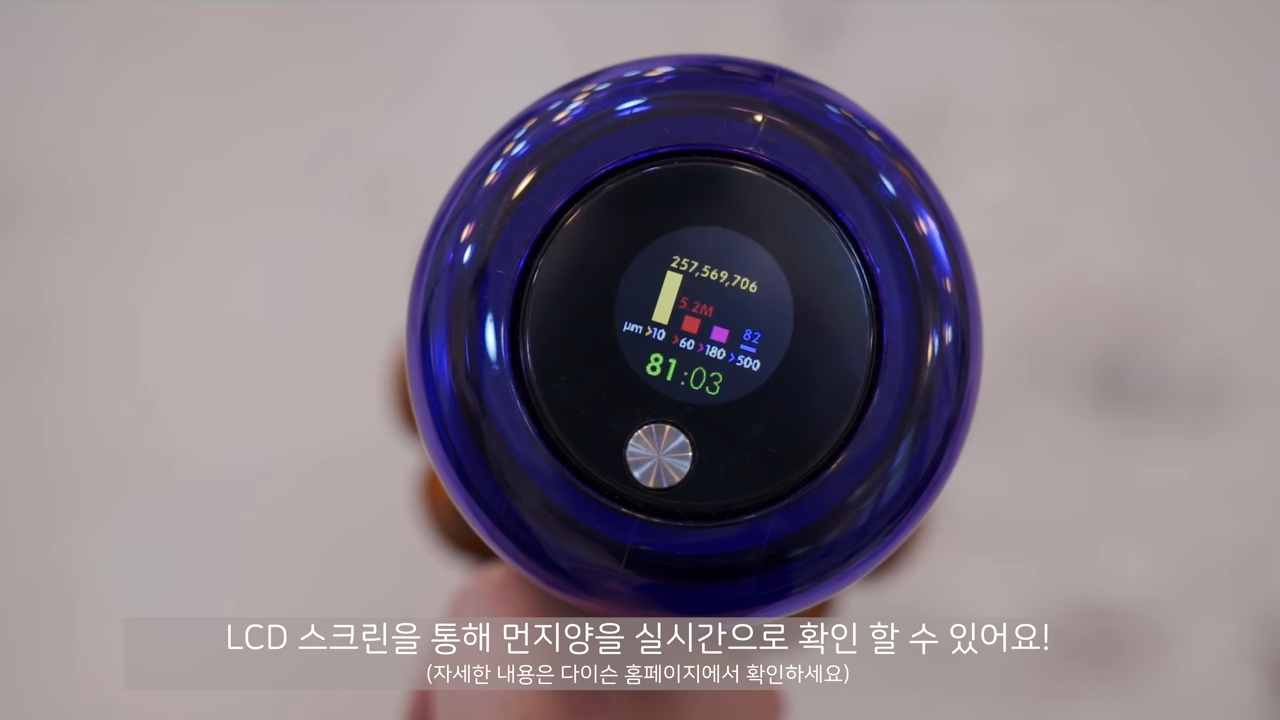 257,569,706
5.2M
82
µm >10 >60 >180 >500
81:03
LCD 스크린을 통해 먼지양을 실시간으로 확인 할 수 있어요!
(자세한 내용은 다이슨 홈페이지에서 확인하세요)